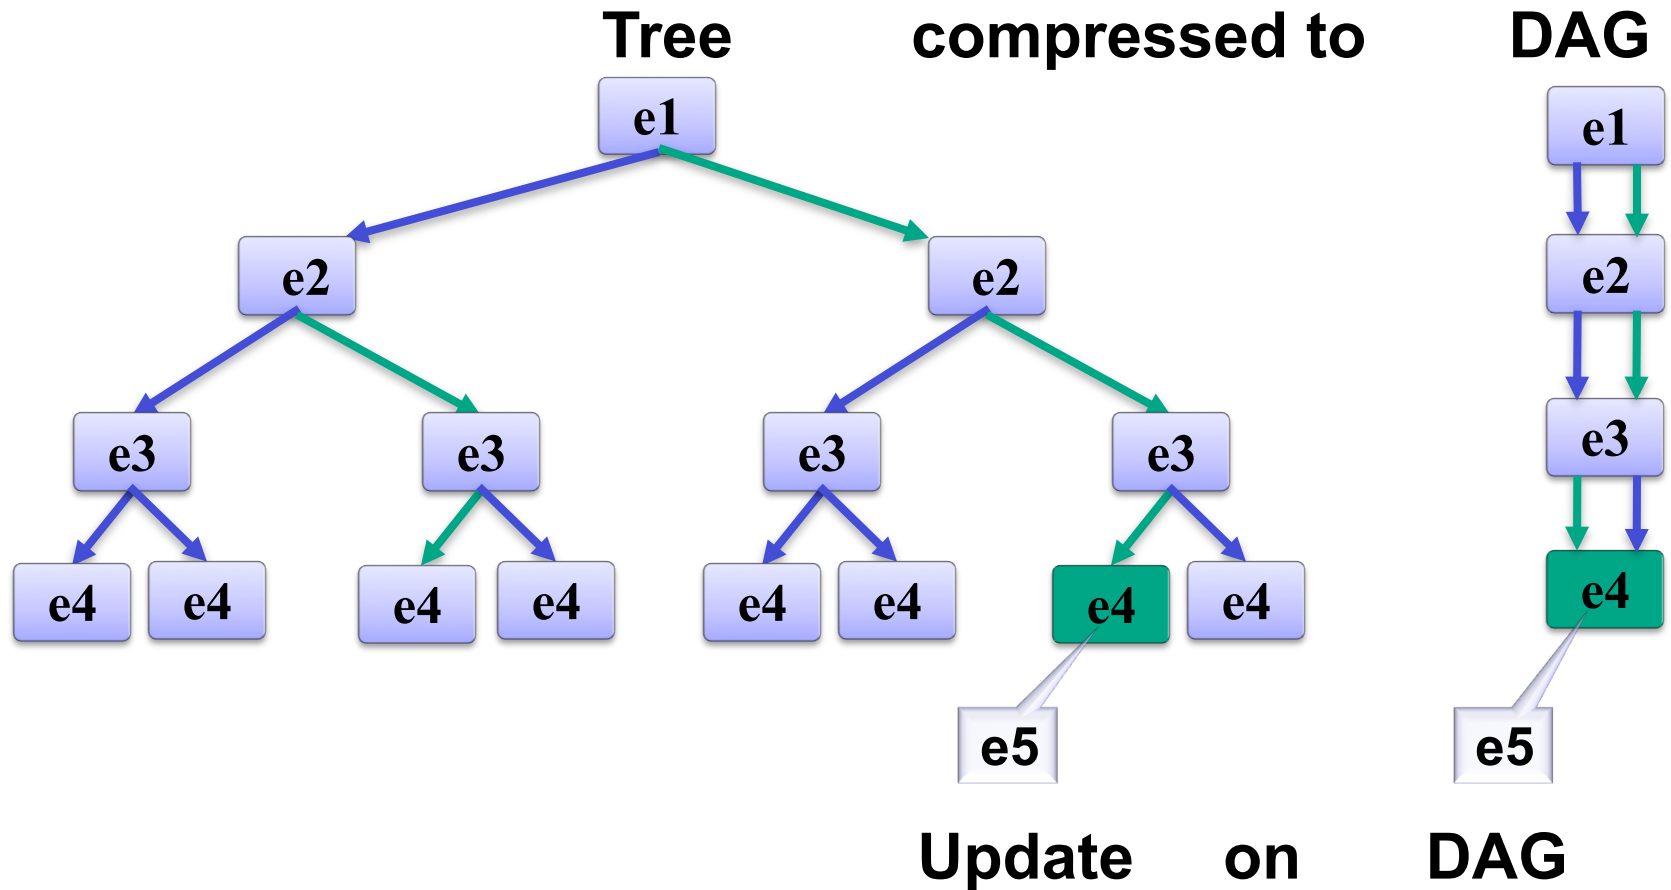 Tree compressed to DAG
e1 e1
e2 e2 e2
e3 e3 e3 e3 e3
e4 e4 e4 e4 e4 e4 e4 e4 e4
e5 e5
Update on DAG